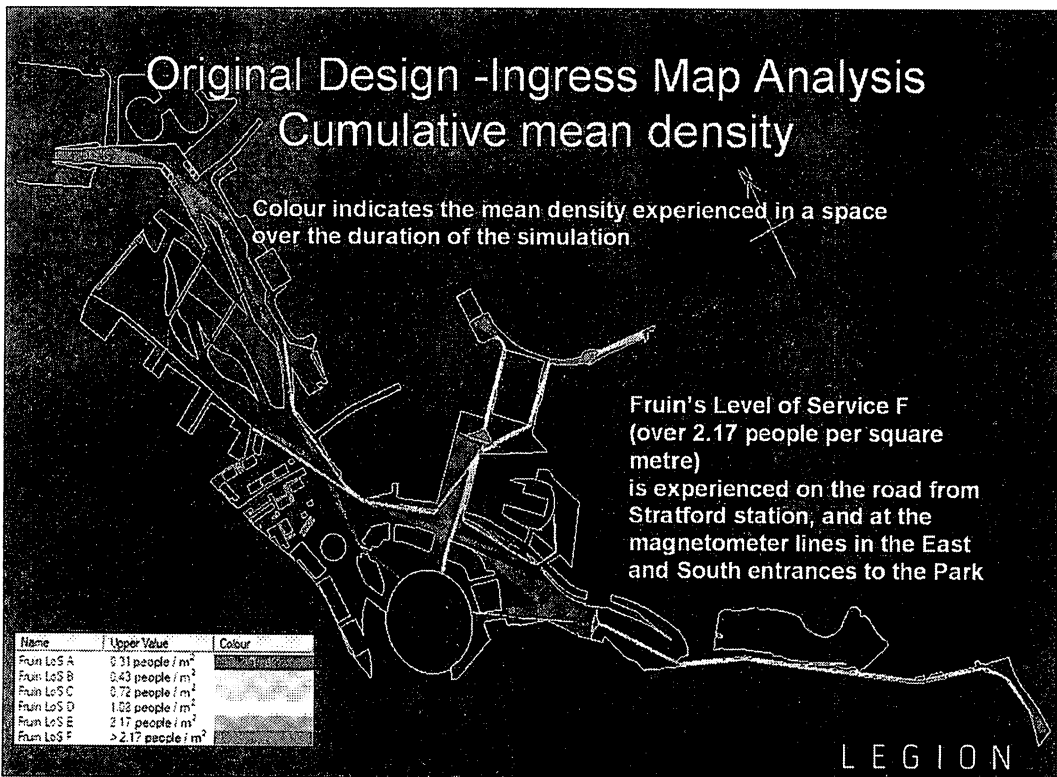 Original Design -Ingress Map Analysis
Cumulative mean density
Colour indicates the mean density experienced in a space
over the duration of the simulation
N
Fruin's Level of Service F
(over 2.17 people per square
metre)
is experienced on the road from
Stratford station, and at the
magnetometer lines in the East
and South entrances to the Park
Name Upper Value Colour
Fruin LoS A 0.31 people / m²
Fruin LoS B 0.43 people / m²
Fruin LoS C 0.72 people / m²
Fruin LoS D 1.08 people / m²
Fruin LoS E 2.17 people / m²
Fruin LoS F > 2.17 people / m²
LEGION